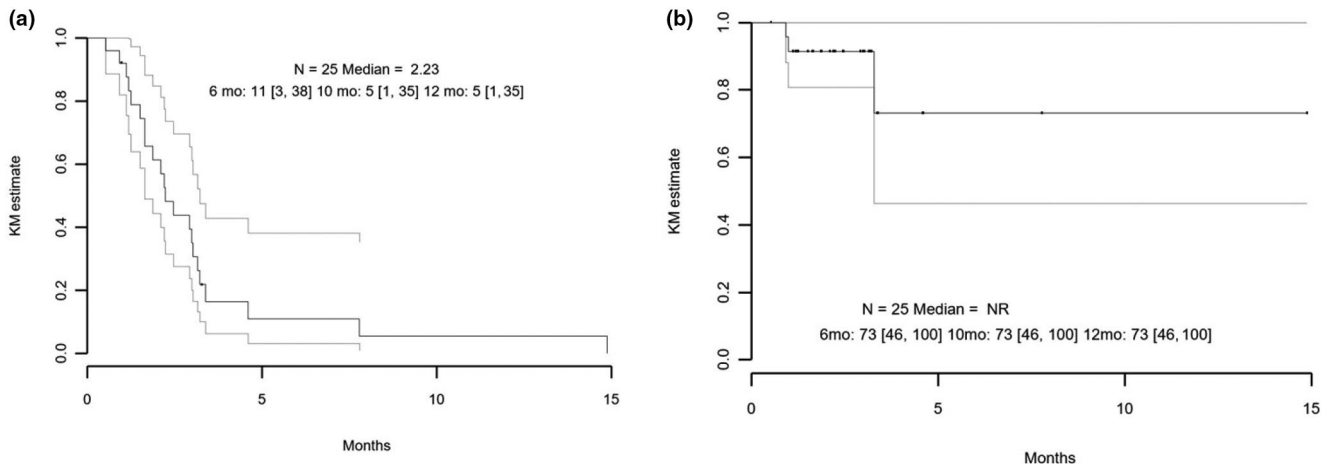 (a)
KM estimate
1.0
0.8
0.6
0.4
0.2
0.0
N = 25 Median = 2.23
6 mo: 11 [3, 38] 10 mo: 5 [1, 35] 12 mo: 5 [1, 35]
0 5 10 15
Months
(b)
KM estimate
1.0
0.8
0.6
0.4
0.2
0.0
N = 25 Median = NR
6mo: 73 [46, 100] 10mo: 73 [46, 100] 12mo: 73 [46, 100]
0 5 10 15
Months